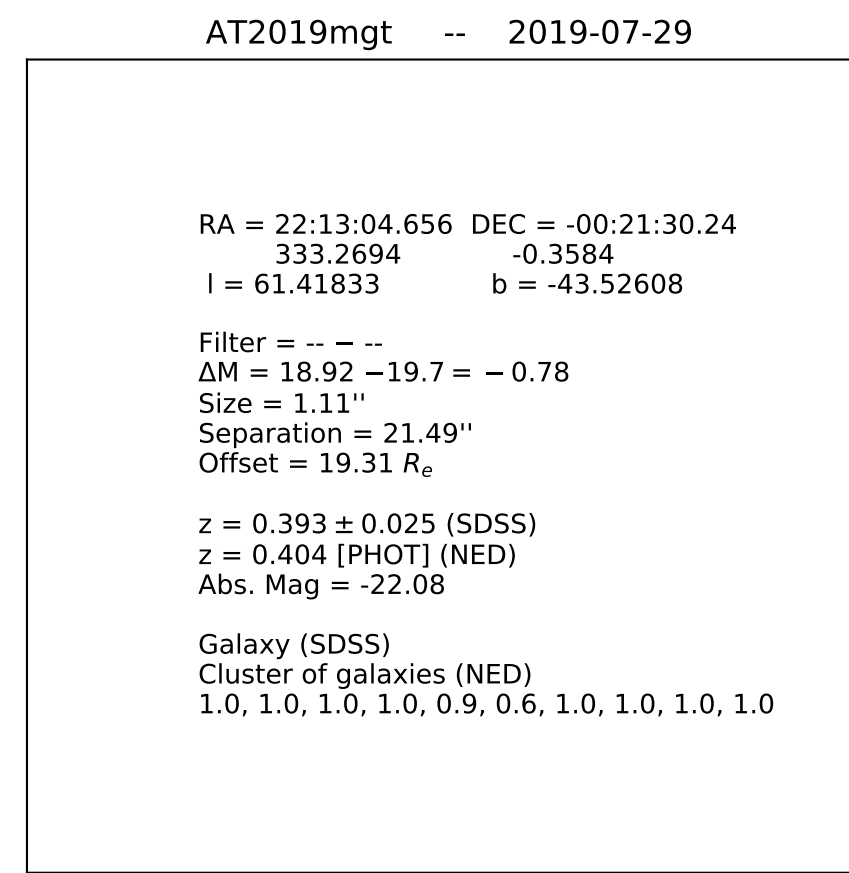 AT2019mgt -- 2019-07-29
RA = 22:13:04.656 DEC = -00:21:30.24
333.2694 -0.3584
l = 61.41833 b = -43.52608
Filter = -- − --
ΔM = 18.92 −19.7 = − 0.78
Size = 1.11''
Separation = 21.49''
Offset = 19.31 Rₑ
z = 0.393 ± 0.025 (SDSS)
z = 0.404 [PHOT] (NED)
Abs. Mag = -22.08
Galaxy (SDSS)
Cluster of galaxies (NED)
1.0, 1.0, 1.0, 1.0, 0.9, 0.6, 1.0, 1.0, 1.0, 1.0